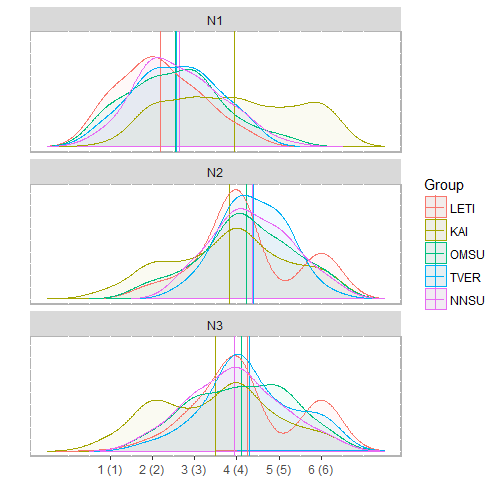 N1
N2
N3
Group
LETI
KAI
OMSU
TVER
NNSU
1 (1) 2 (2) 3 (3) 4 (4) 5 (5) 6 (6)